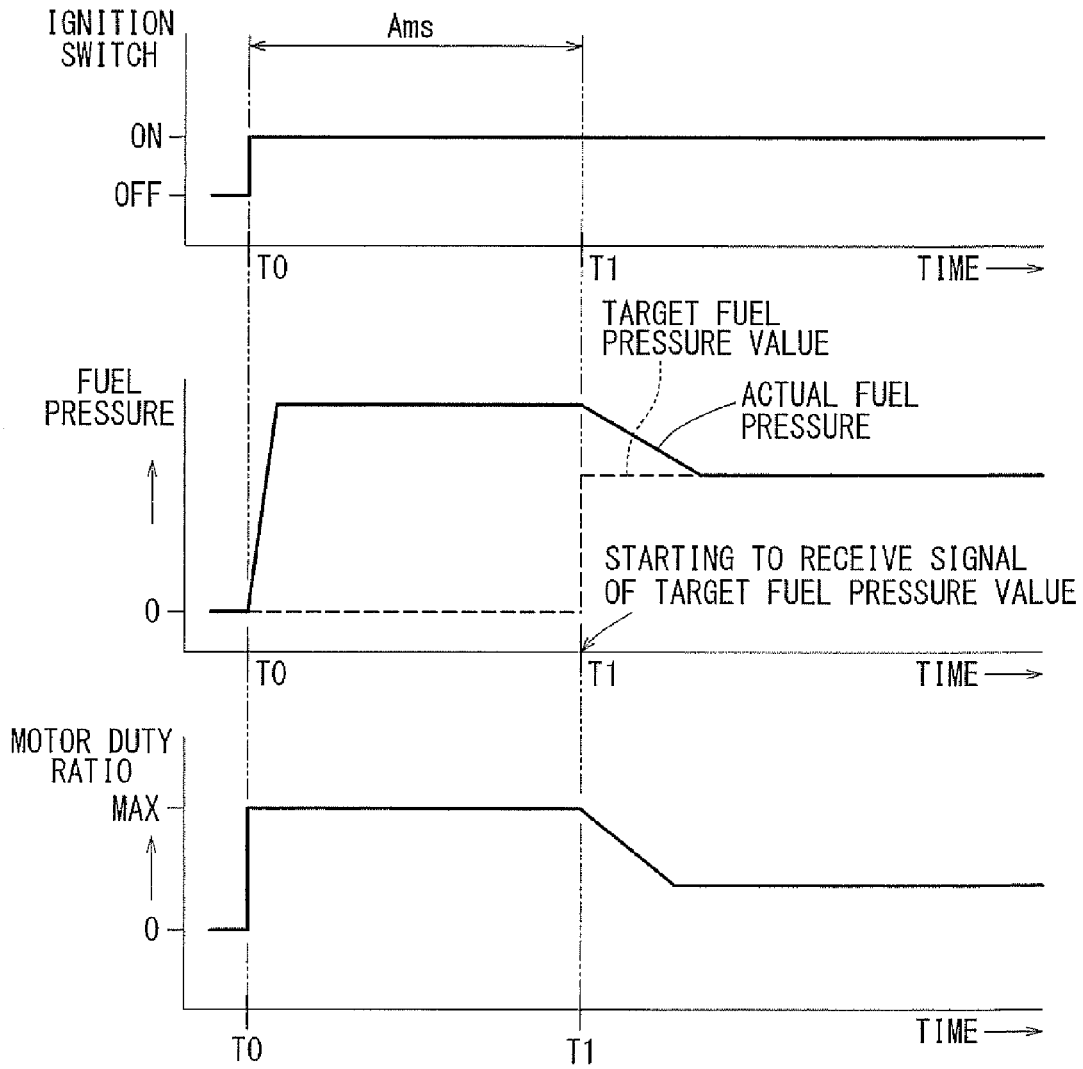 IGNITION
SWITCH
Ams
ON
OFF
T0
T1
TIME
TARGET FUEL
PRESSURE VALUE
FUEL
PRESSURE
ACTUAL FUEL
PRESSURE
STARTING TO RECEIVE SIGNAL
OF TARGET FUEL PRESSURE VALUE
0
T0
T1
TIME
MOTOR DUTY
RATIO
MAX
0
T0
T1
TIME